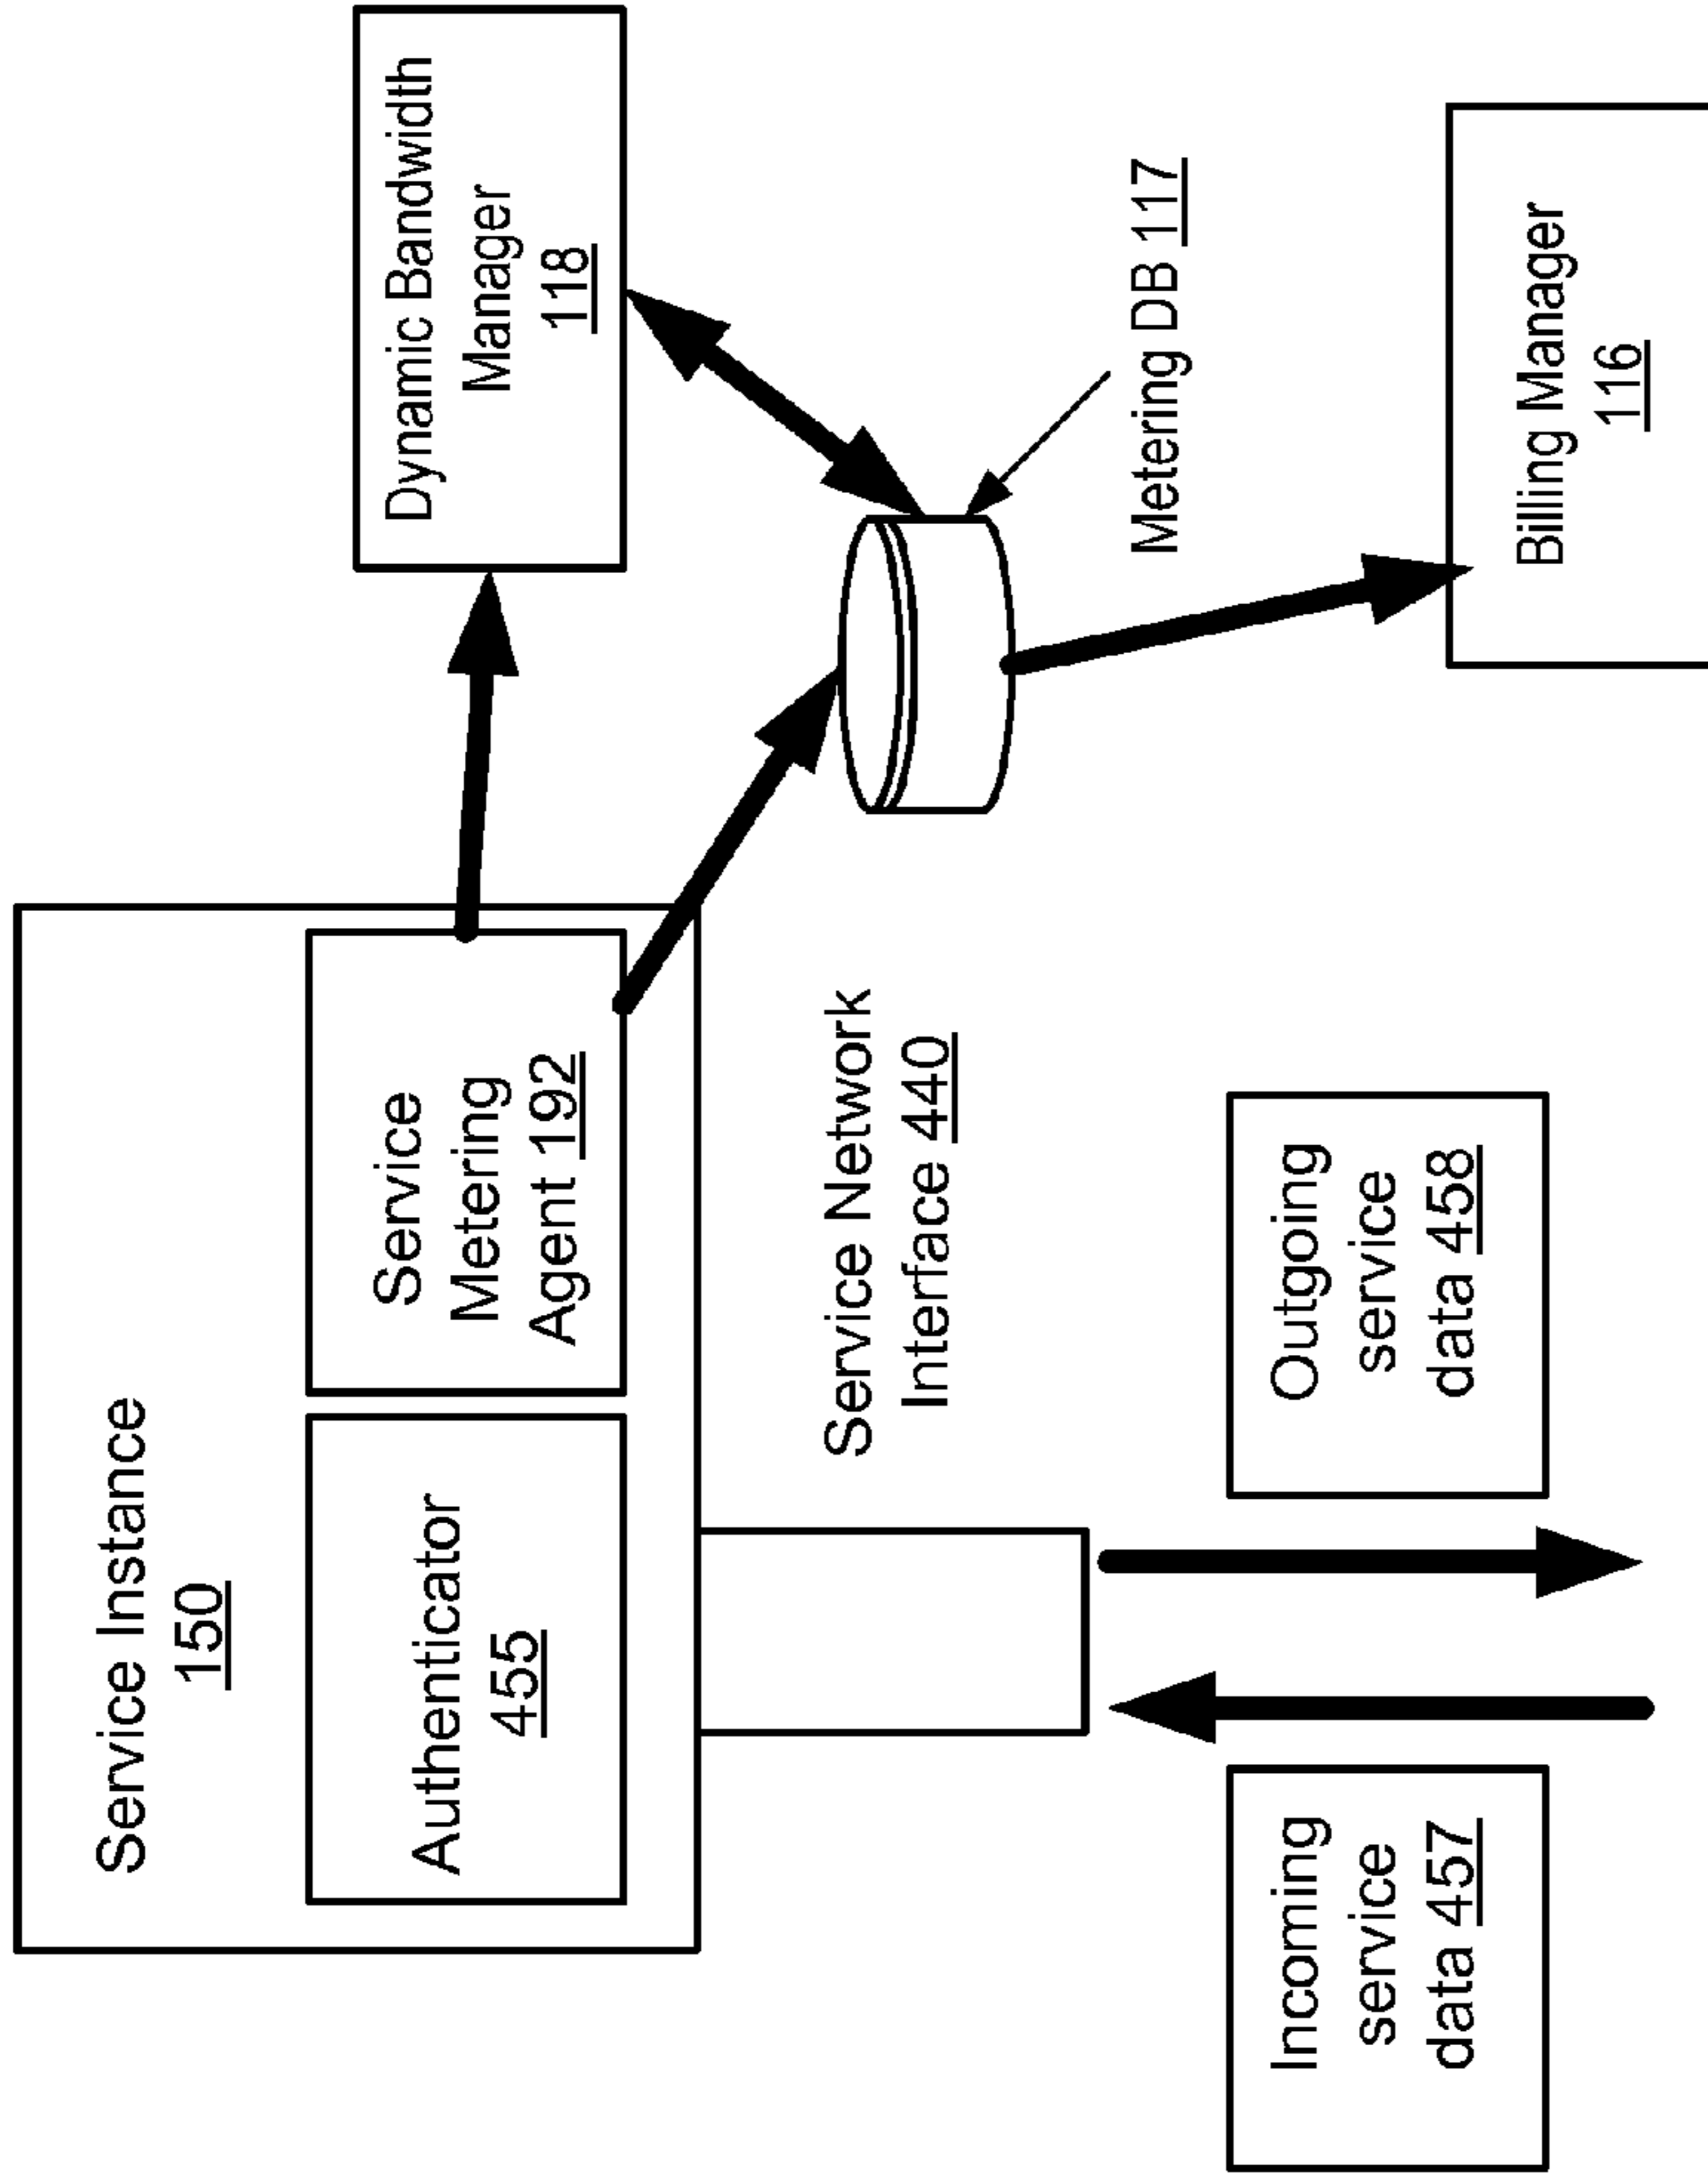 Service Instance
150
Authenticator
455
Service
Metering
Agent 192
Dynamic Bandwidth
Manager
118
Service Network
Interface 440
Metering DB 117
Incoming
service
data 457
Outgoing
service
data 458
Billing Manager
116